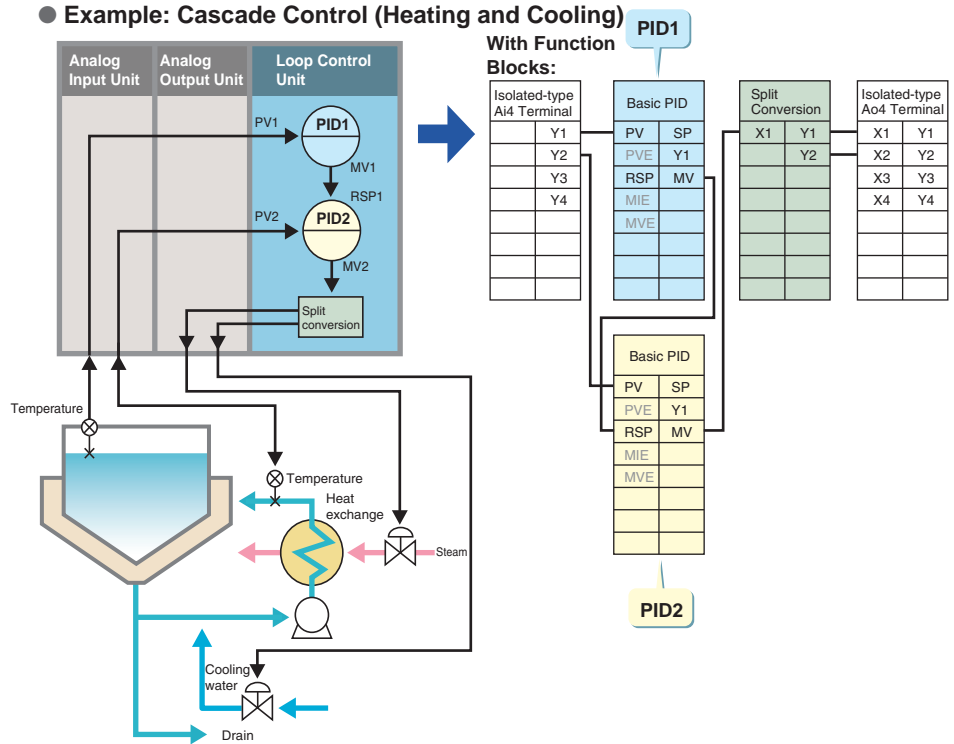 ● Example: Cascade Control (Heating and Cooling)
Analog
Input Unit
Analog
Output Unit
Loop Control
Unit
PV1
PID1
MV1
RSP1
PV2
PID2
MV2
Split
conversion
Temperature
Temperature
Heat
exchange
Steam
Cooling
water
Drain
With Function
Blocks:
PID1
Isolated-type
Ai4 Terminal
Y1
Y2
Y3
Y4
Basic PID
PV SP
PVE Y1
RSP MV
MIE
MVE
Split
Conversion
X1 Y1
Y2
Isolated-type
Ao4 Terminal
X1 Y1
X2 Y2
X3 Y3
X4 Y4
Basic PID
PV SP
PVE Y1
RSP MV
MIE
MVE
PID2